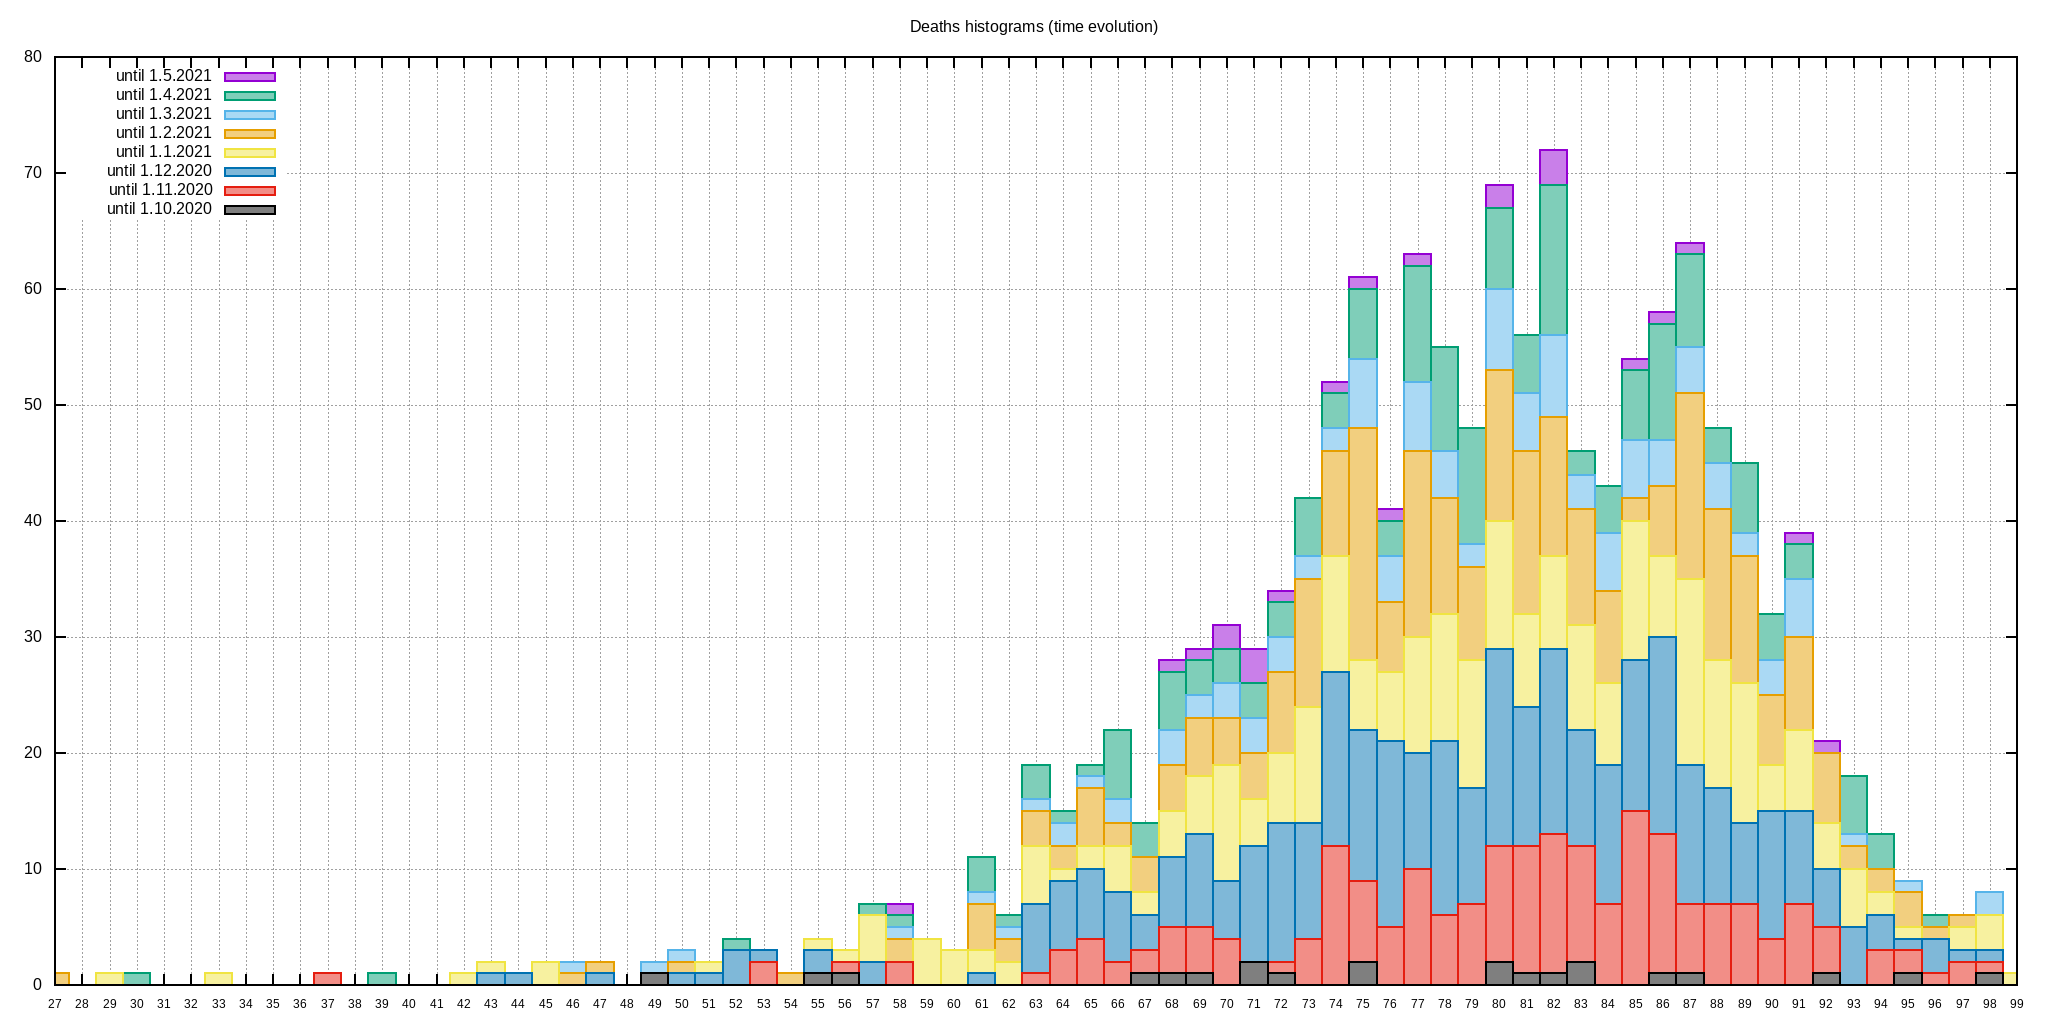 Deaths histograms (time evolution)
80
70
60
50
40
30
20
10
0
until 1.5.2021
until 1.4.2021
until 1.3.2021
until 1.2.2021
until 1.1.2021
until 1.12.2020
until 1.11.2020
until 1.10.2020
27 28 29 30 31 32 33 34 35 36 37 38 39 40 41 42 43 44 45 46 47 48 49 50 51 52 53 54 55 56 57 58 59 60 61 62 63 64 65 66 67 68 69 70 71 72 73 74 75 76 77 78 79 80 81 82 83 84 85 86 87 88 89 90 91 92 93 94 95 96 97 98 99